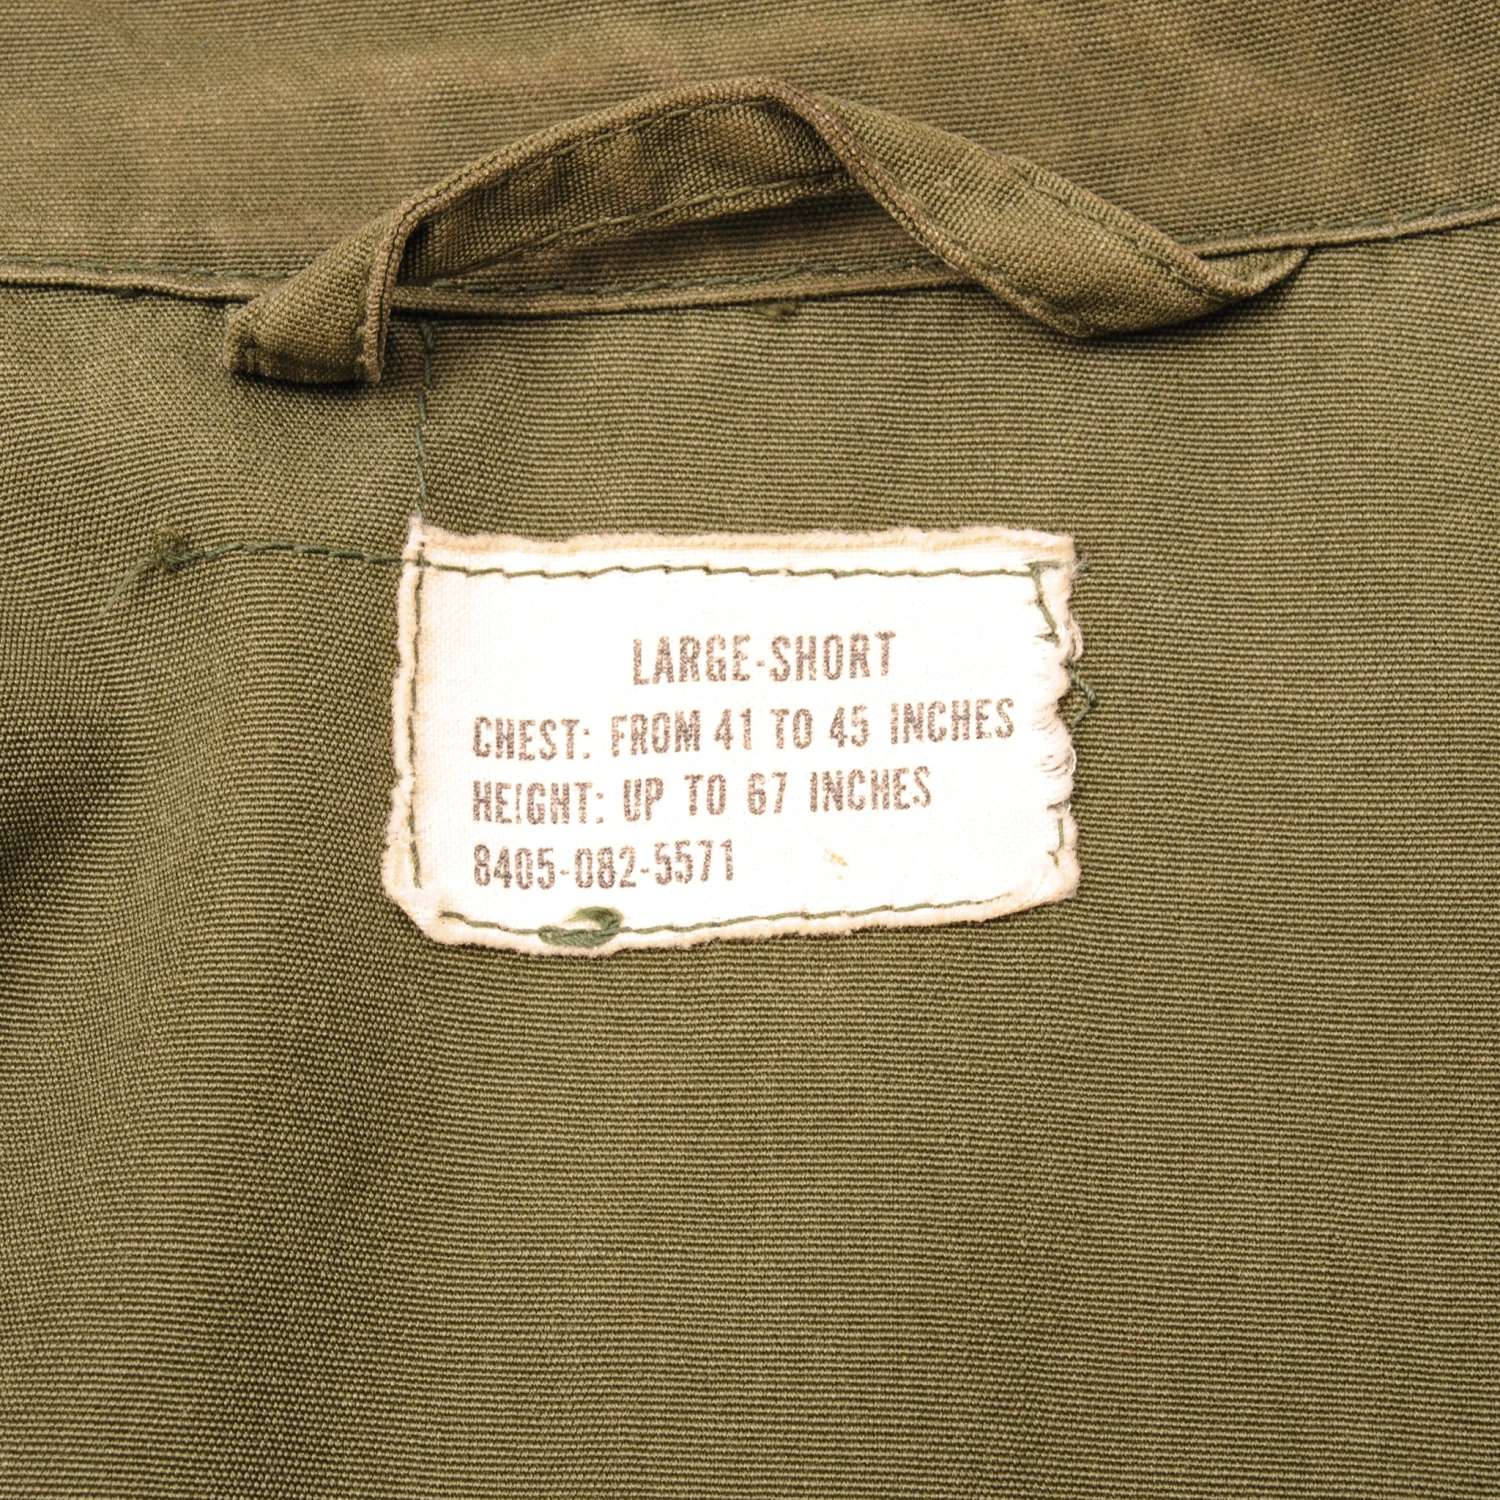 LARGE-SHORT
CHEST: FROM 41 TO 45 INCHES
HEIGHT: UP TO 67 INCHES
8405-082-5571